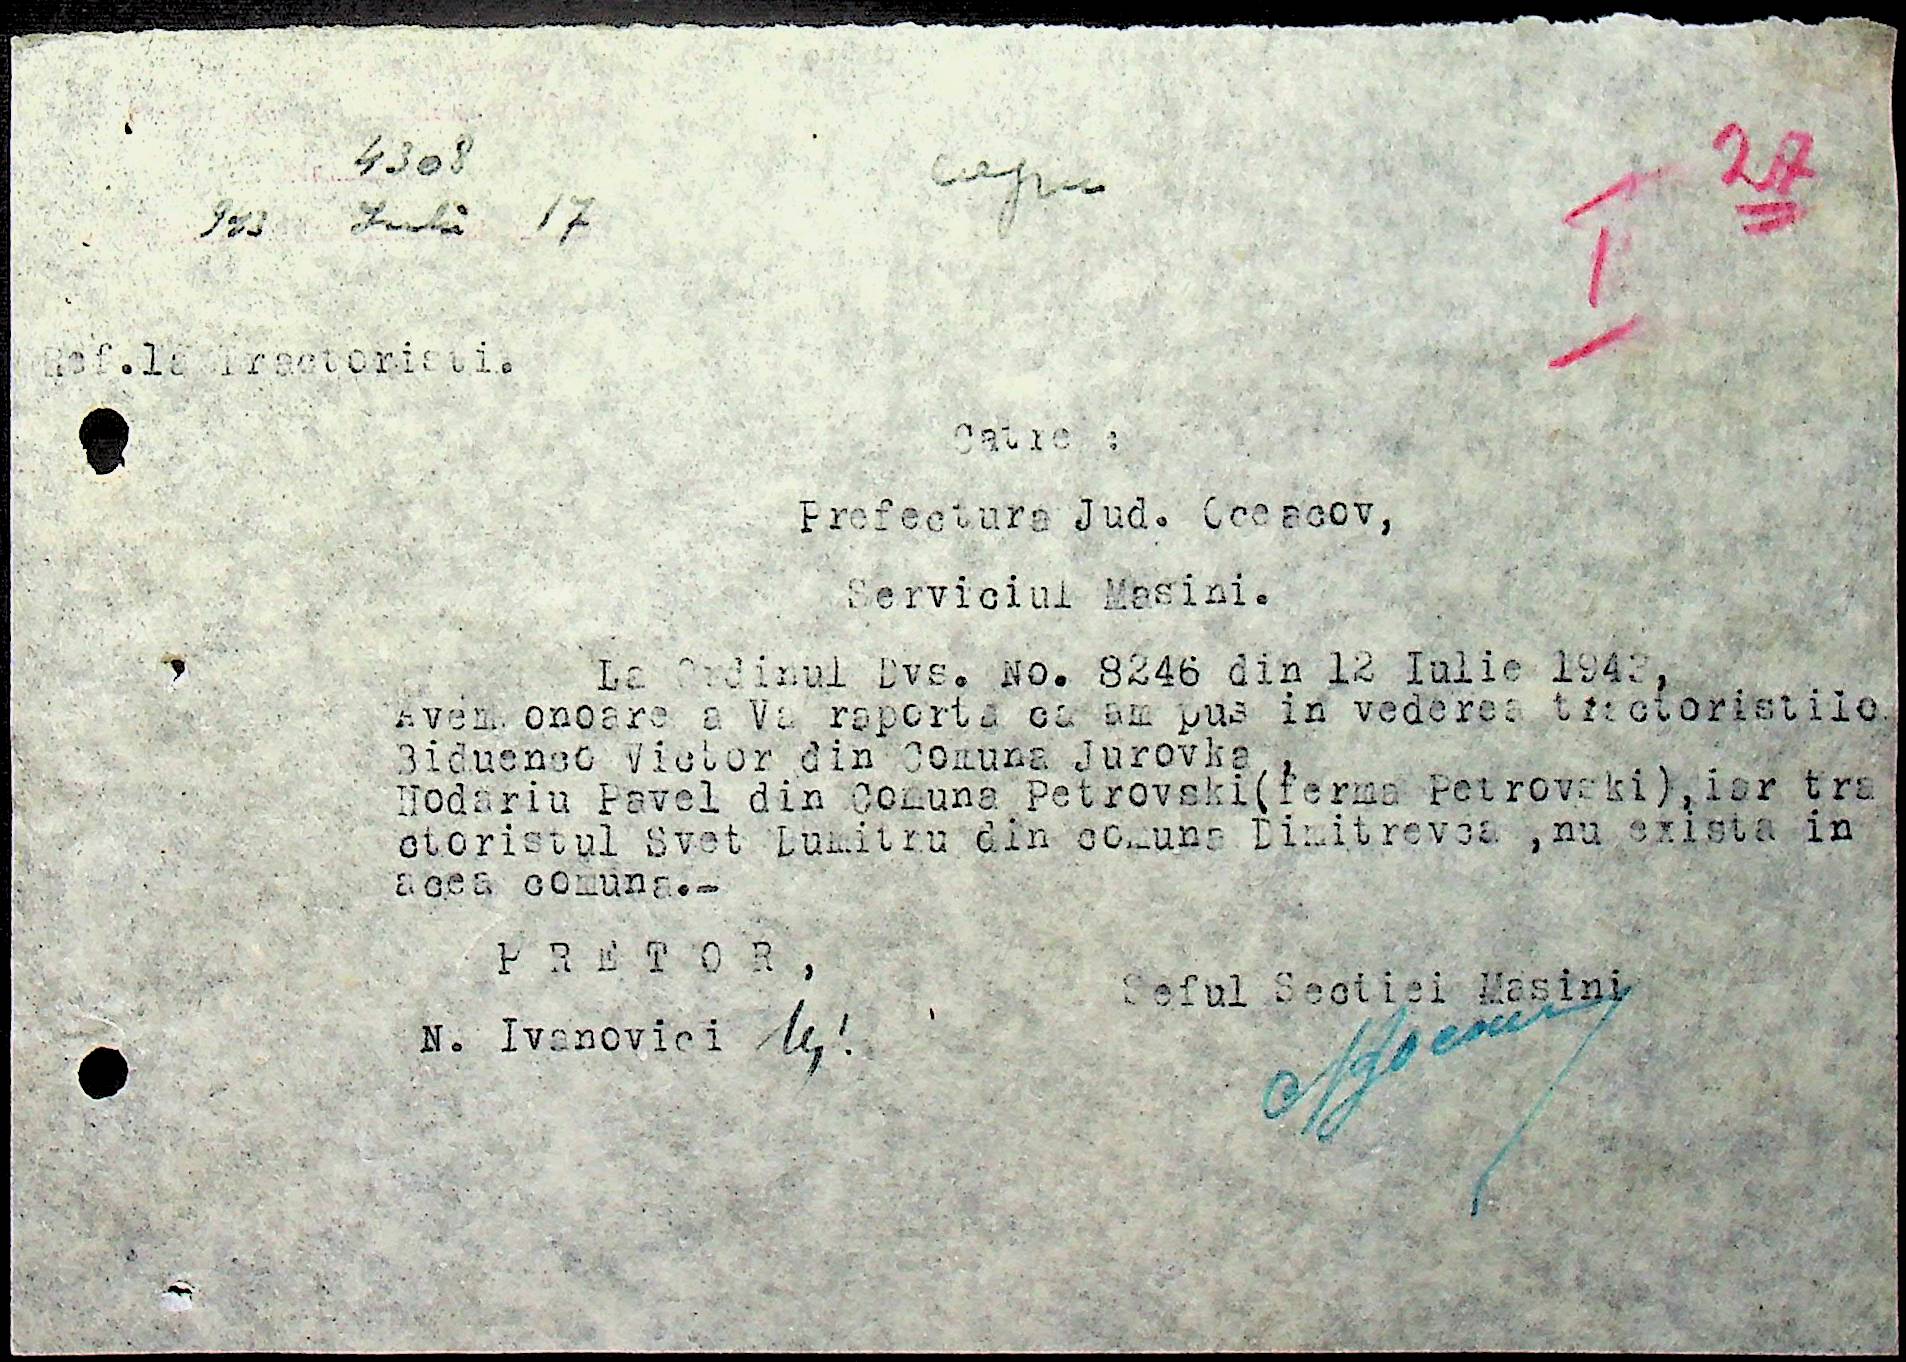 4308
27
943 Iulie 17
I
Ref.la Tractoristi.
Catre :
Prefectura Jud. Oceacov,
Serviciul Masini.
La Ordinul Dvs. No. 8246 din 12 Iulie 1943,
Avem onoare a Va raporta ca am pus in vederea tractoristilo
Biduenco Victor din Comuna Jurovka ,
Nodariu Pavel din Comuna Petrovski(ferma Petrovski),iar tra
ctoristul Svet Dumitru din comuna Dimitrevca ,nu exista in
acea comuna.-
P R E T O R ,
Seful Sectiei Masini
N. Ivanovici